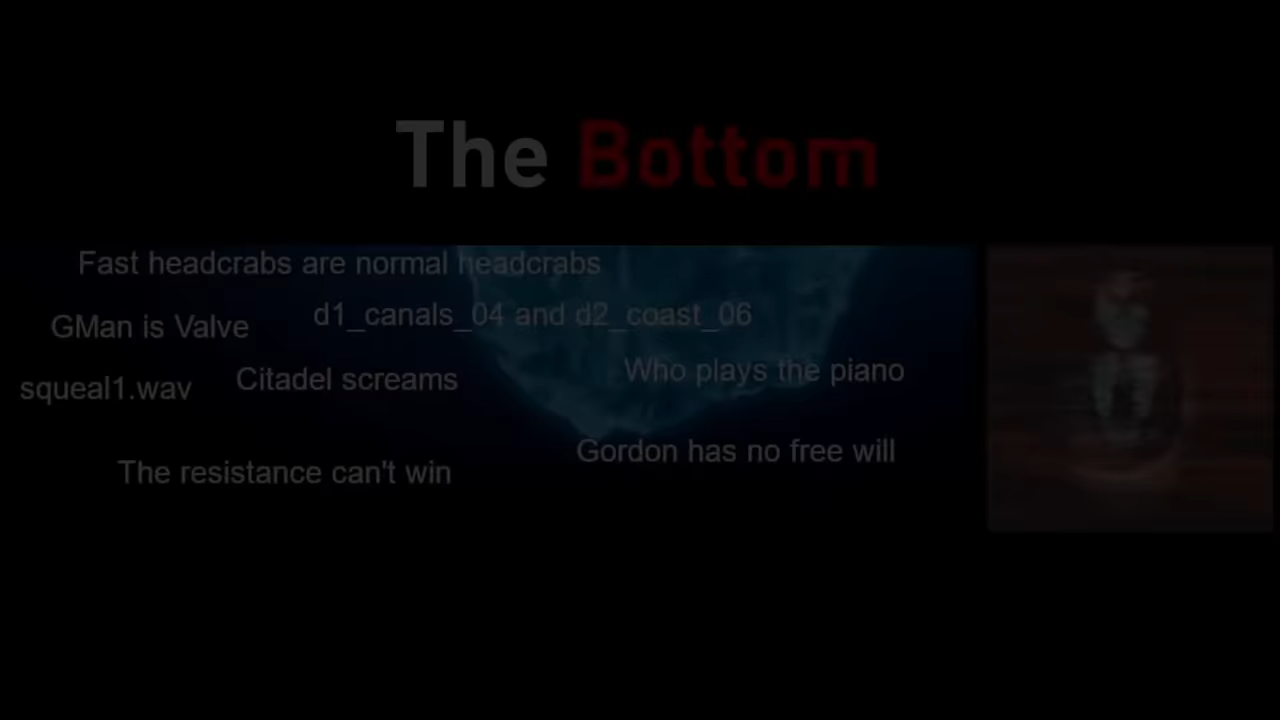 The Bottom
Fast headcrabs are normal headcrabs
d1_canals_04 and d2_coast_06
GMan is Valve
Who plays the piano
Citadel screams
squeal1.wav
Gordon has no free will
The resistance can't win